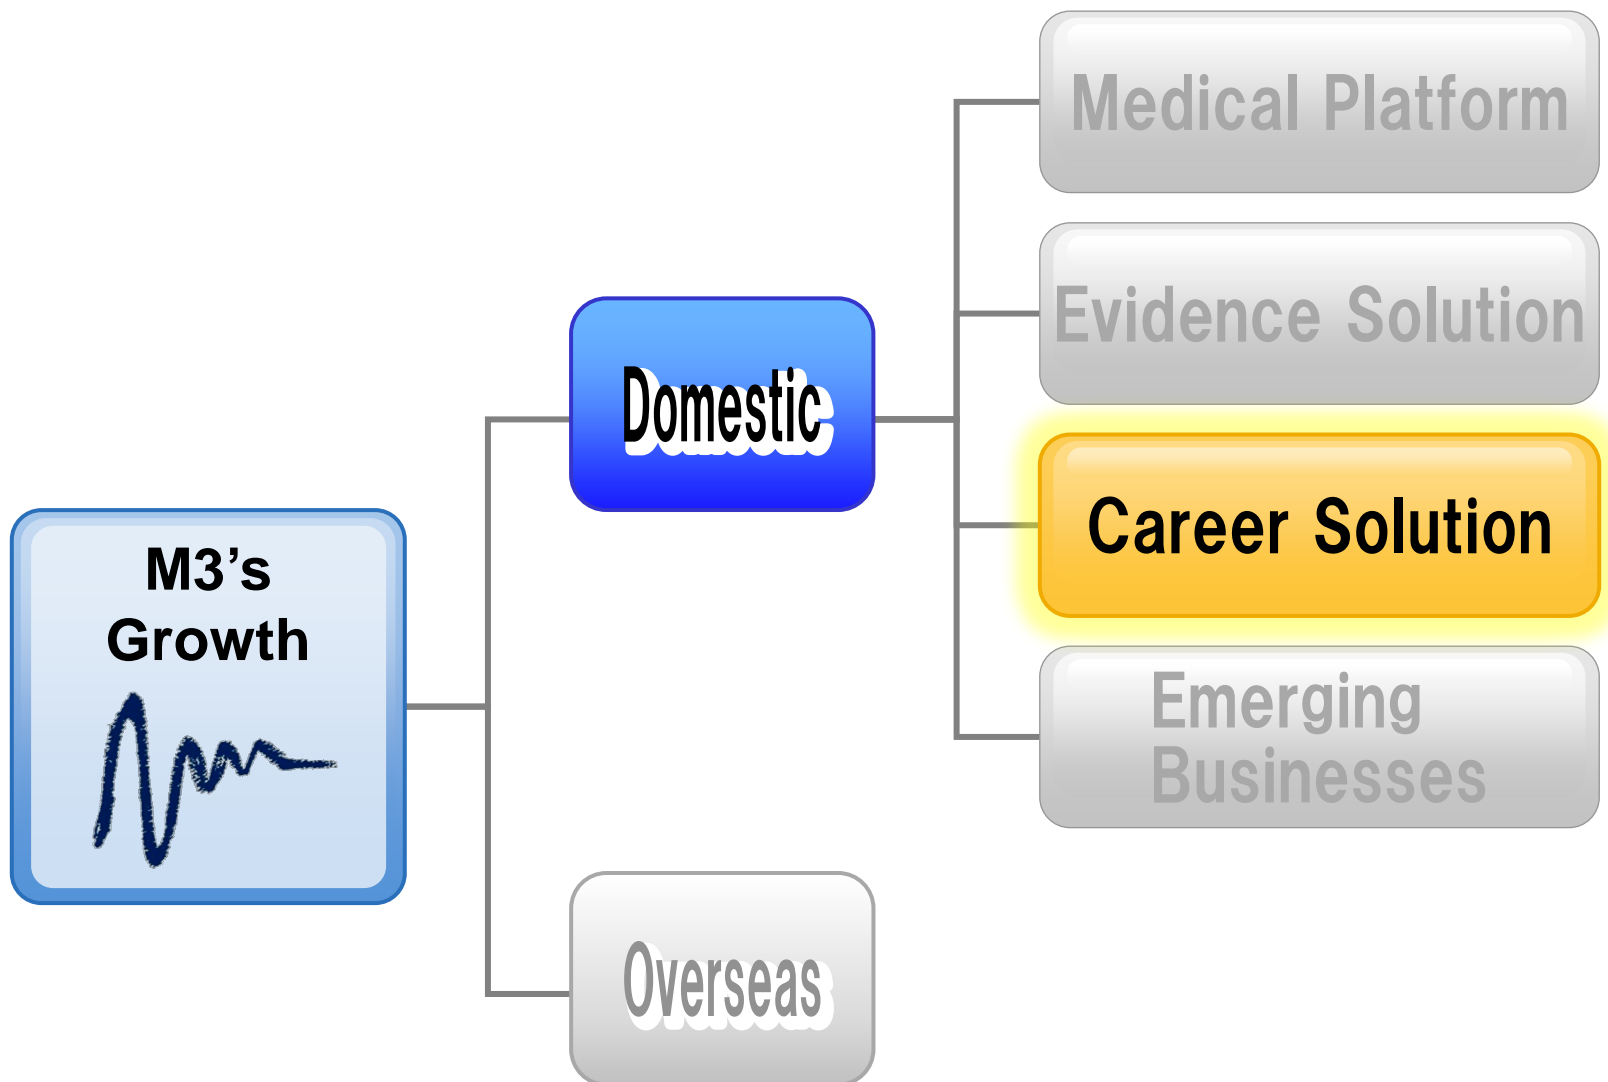 M3’s
Growth
Domestic
Overseas
Medical Platform
Evidence Solution
Career Solution
Emerging
Businesses